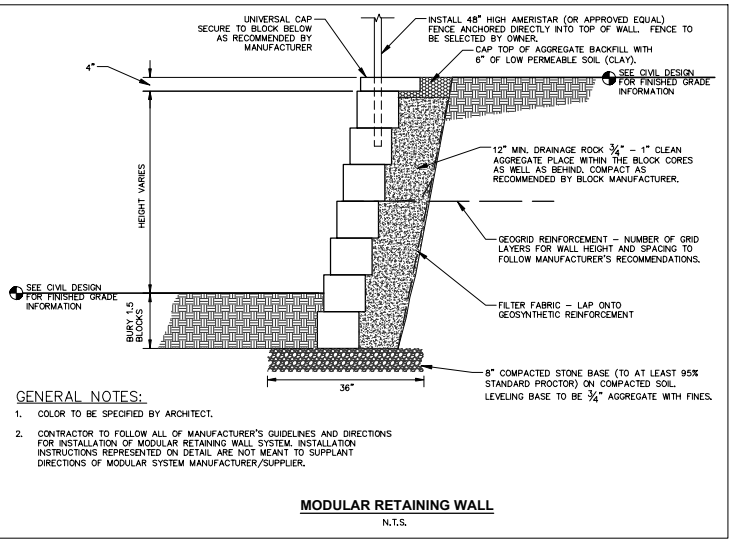 UNIVERSAL CAP
SECURE TO BLOCK BELOW
AS RECOMMENDED BY
MANUFACTURER
INSTALL 48" HIGH AMERISTAR (OR APPROVED EQUAL)
FENCE ANCHORED DIRECTLY INTO TOP OF WALL. FENCE TO
BE SELECTED BY OWNER.
CAP TOP OF AGGREGATE BACKFILL WITH
6" OF LOW PERMEABLE SOIL (CLAY).
4"
SEE CIVIL DESIGN
FOR FINISHED GRADE
INFORMATION
12" MIN. DRAINAGE ROCK 3/4" - 1" CLEAN
AGGREGATE PLACE WITHIN THE BLOCK CORES
AS WELL AS BEHIND. COMPACT AS
RECOMMENDED BY BLOCK MANUFACTURER.
HEIGHT VARIES
GEOGRID REINFORCEMENT - NUMBER OF GRID
LAYERS FOR WALL HEIGHT AND SPACING TO
FOLLOW MANUFACTURER'S RECOMMENDATIONS.
SEE CIVIL DESIGN
FOR FINISHED GRADE
INFORMATION
BURY 1.5
BLOCKS
FILTER FABRIC - LAP ONTO
GEOSYNTHETIC REINFORCEMENT
36"
8" COMPACTED STONE BASE (TO AT LEAST 95%
STANDARD PROCTOR) ON COMPACTED SOIL.
LEVELING BASE TO BE 3/4" AGGREGATE WITH FINES.
GENERAL NOTES:
1. COLOR TO BE SPECIFIED BY ARCHITECT.
2. CONTRACTOR TO FOLLOW ALL OF MANUFACTURER'S GUIDELINES AND DIRECTIONS
FOR INSTALLATION OF MODULAR RETAINING WALL SYSTEM. INSTALLATION
INSTRUCTIONS REPRESENTED ON DETAIL ARE NOT MEANT TO SUPPLANT
DIRECTIONS OF MODULAR SYSTEM MANUFACTURER/SUPPLIER.
MODULAR RETAINING WALL
N.T.S.